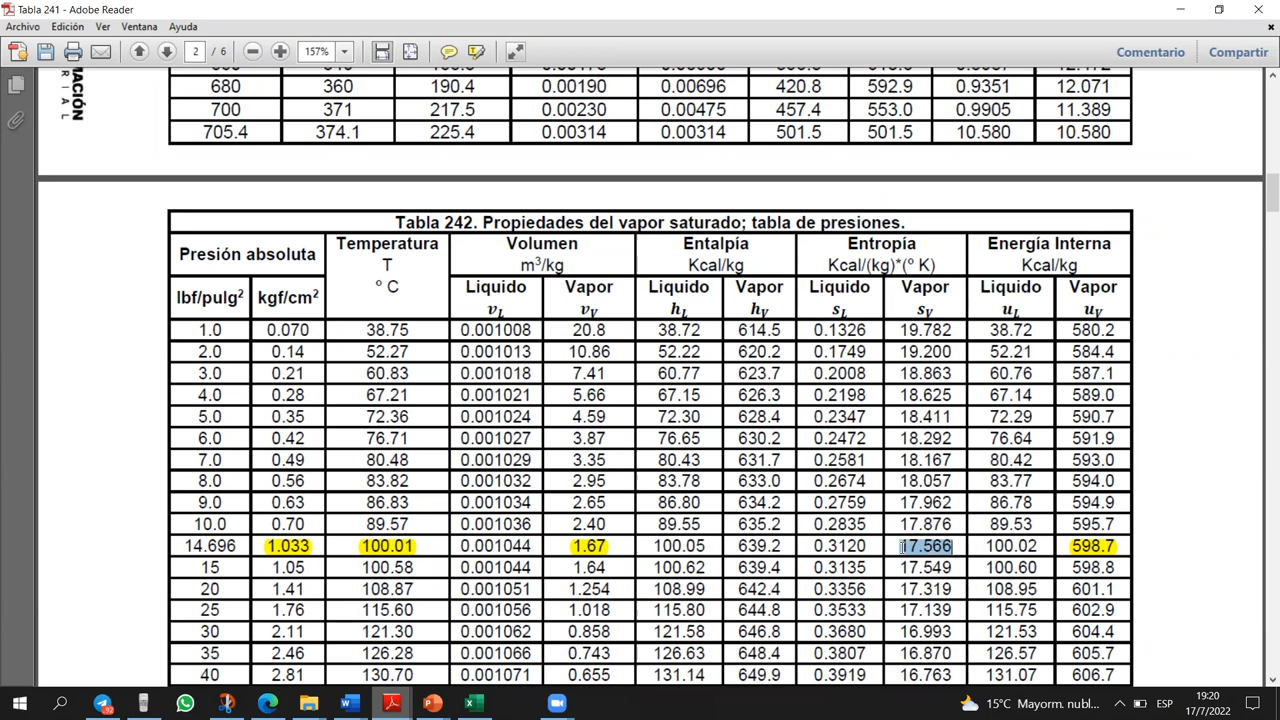 Tabla 241 - Adobe Reader
Archivo Edición Ver Ventana Ayuda
2 / 6 157% Comentario Compartir
MACIÓN
RIAL
680 360 190.4 0.00190 0.00696 420.8 592.9 0.9351 12.071
700 371 217.5 0.00230 0.00475 457.4 553.0 0.9905 11.389
705.4 374.1 225.4 0.00314 0.00314 501.5 501.5 10.580 10.580
Tabla 242. Propiedades del vapor saturado; tabla de presiones.
Presión absoluta Temperatura Volumen Entalpía Entropía Energía Interna
T m³/kg Kcal/kg Kcal/(kg)*(º K) Kcal/kg
lbf/pulg² kgf/cm² º C Liquido Vapor Liquido Vapor Liquido Vapor Liquido Vapor
v_L v_V h_L h_V s_L s_V u_L u_V
1.0 0.070 38.75 0.001008 20.8 38.72 614.5 0.1326 19.782 38.72 580.2
2.0 0.14 52.27 0.001013 10.86 52.22 620.2 0.1749 19.200 52.21 584.4
3.0 0.21 60.83 0.001018 7.41 60.77 623.7 0.2008 18.863 60.76 587.1
4.0 0.28 67.21 0.001021 5.66 67.15 626.3 0.2198 18.625 67.14 589.0
5.0 0.35 72.36 0.001024 4.59 72.30 628.4 0.2347 18.411 72.29 590.7
6.0 0.42 76.71 0.001027 3.87 76.65 630.2 0.2472 18.292 76.64 591.9
7.0 0.49 80.48 0.001029 3.35 80.43 631.7 0.2581 18.167 80.42 593.0
8.0 0.56 83.82 0.001032 2.95 83.78 633.0 0.2674 18.057 83.77 594.0
9.0 0.63 86.83 0.001034 2.65 86.80 634.2 0.2759 17.962 86.78 594.9
10.0 0.70 89.57 0.001036 2.40 89.55 635.2 0.2835 17.876 89.53 595.7
14.696 1.033 100.01 0.001044 1.67 100.05 639.2 0.3120 17.566 100.02 598.7
15 1.05 100.58 0.001044 1.64 100.62 639.4 0.3135 17.549 100.60 598.8
20 1.41 108.87 0.001051 1.254 108.99 642.4 0.3356 17.319 108.95 601.1
25 1.76 115.60 0.001056 1.018 115.80 644.8 0.3533 17.139 115.75 602.9
30 2.11 121.30 0.001062 0.858 121.58 646.8 0.3680 16.993 121.53 604.4
35 2.46 126.28 0.001066 0.743 126.63 648.4 0.3807 16.870 126.57 605.7
40 2.81 130.70 0.001071 0.655 131.14 649.9 0.3919 16.763 131.07 606.7
15°C Mayorm. nubl... ESP 19:20
17/7/2022